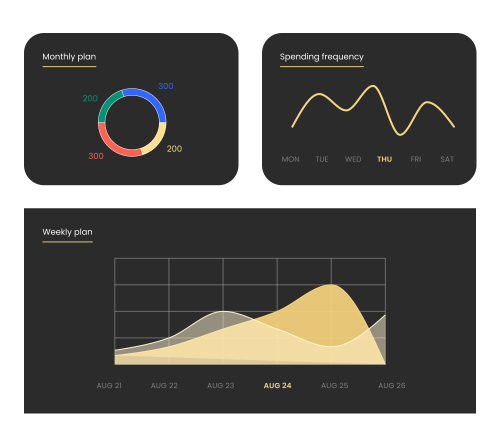 Monthly plan
300
200
200
300
Spending frequency
MON TUE WED THU FRI SAT
Weekly plan
AUG 21 AUG 22 AUG 23 AUG 24 AUG 25 AUG 26